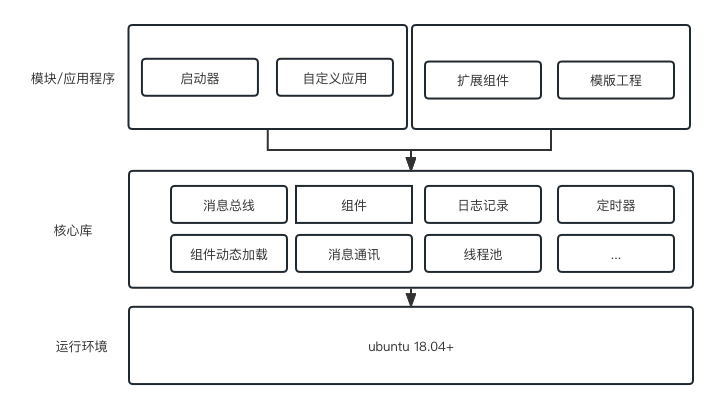 模块/应用程序
启动器
自定义应用
扩展组件
模版工程
核心库
消息总线
组件
日志记录
定时器
组件动态加载
消息通讯
线程池
...
运行环境
ubuntu 18.04+